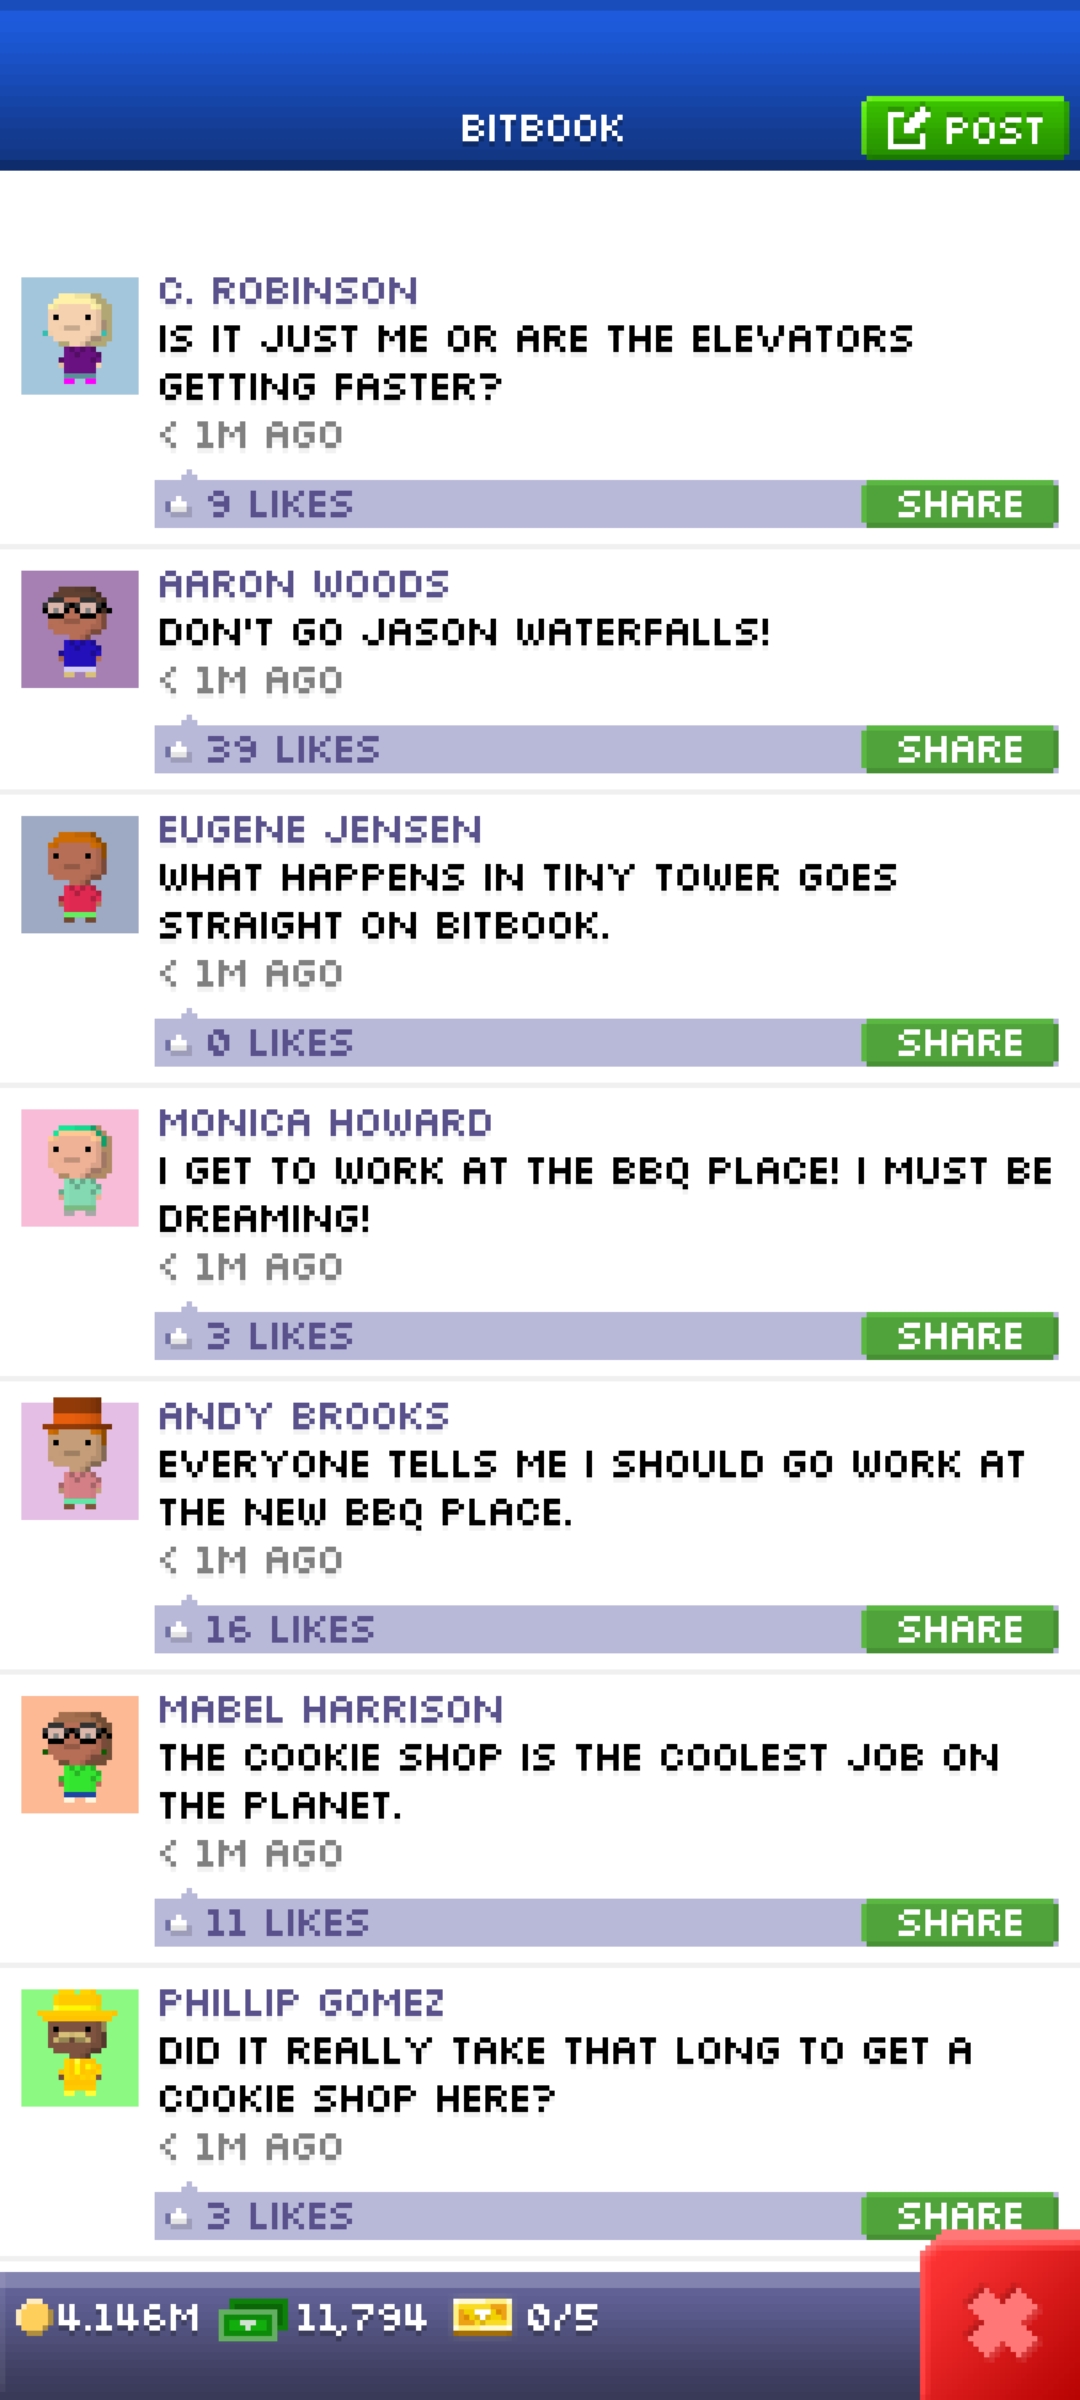 BITBOOK
POST
C. ROBINSON
IS IT JUST ME OR ARE THE ELEVATORS
GETTING FASTER?
< 1M AGO
9 LIKES
SHARE
AARON WOODS
DON'T GO JASON WATERFALLS!
< 1M AGO
39 LIKES
SHARE
EUGENE JENSEN
WHAT HAPPENS IN TINY TOWER GOES
STRAIGHT ON BITBOOK.
< 1M AGO
0 LIKES
SHARE
MONICA HOWARD
I GET TO WORK AT THE BBQ PLACE! I MUST BE
DREAMING!
< 1M AGO
3 LIKES
SHARE
ANDY BROOKS
EVERYONE TELLS ME I SHOULD GO WORK AT
THE NEW BBQ PLACE.
< 1M AGO
16 LIKES
SHARE
MABEL HARRISON
THE COOKIE SHOP IS THE COOLEST JOB ON
THE PLANET.
< 1M AGO
11 LIKES
SHARE
PHILLIP GOMEZ
DID IT REALLY TAKE THAT LONG TO GET A
COOKIE SHOP HERE?
< 1M AGO
3 LIKES
SHARE
4.146M 11,794 0/5